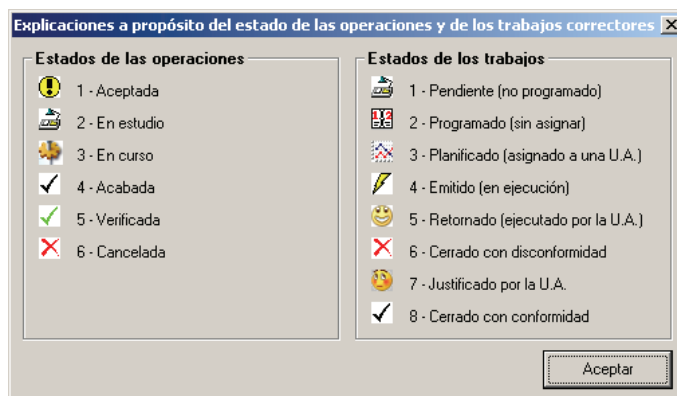 Explicaciones a propósito del estado de las operaciones y de los trabajos correctores
Estados de las operaciones
1 - Aceptada
2 - En estudio
3 - En curso
4 - Acabada
5 - Verificada
6 - Cancelada
Estados de los trabajos
1 - Pendiente (no programado)
2 - Programado (sin asignar)
3 - Planificado (asignado a una U.A.)
4 - Emitido (en ejecución)
5 - Retornado (ejecutado por la U.A.)
6 - Cerrado con disconformidad
7 - Justificado por la U.A.
8 - Cerrado con conformidad
Aceptar